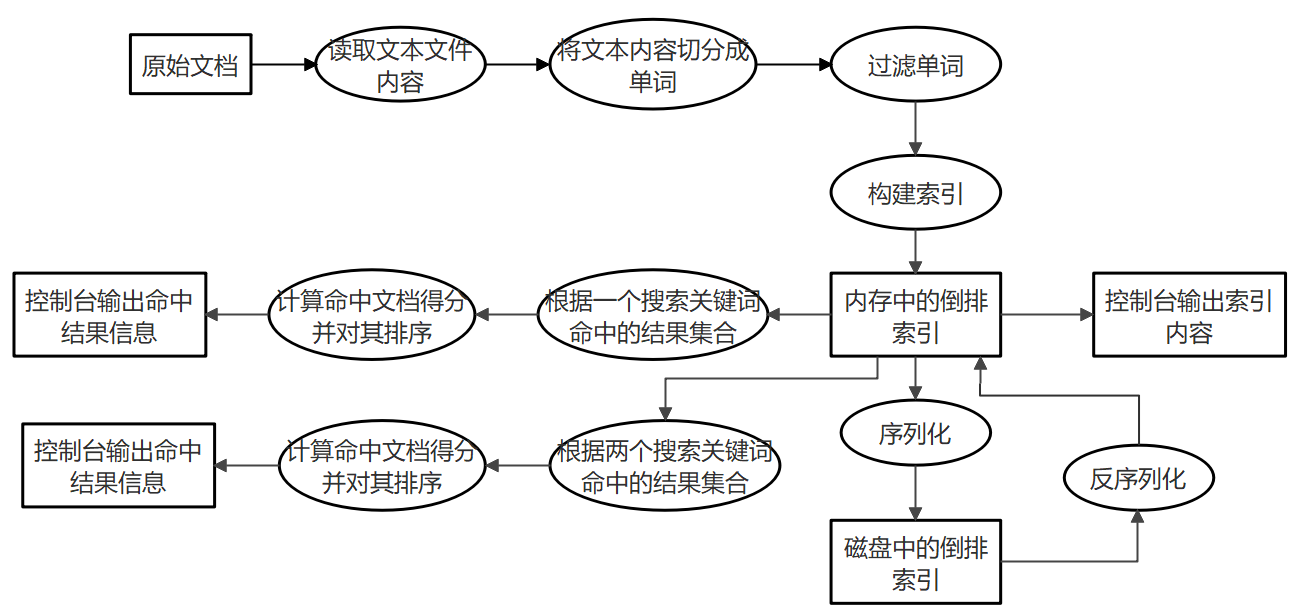 原始文档
读取文本文件
内容
将文本内容切分成
单词
过滤单词
构建索引
控制台输出命中
结果信息
计算命中文档得分
并对其排序
根据一个搜索关键词
命中的结果集合
内存中的倒排
索引
控制台输出索引
内容
控制台输出命中
结果信息
计算命中文档得分
并对其排序
根据两个搜索关键词
命中的结果集合
序列化
反序列化
磁盘中的倒排
索引